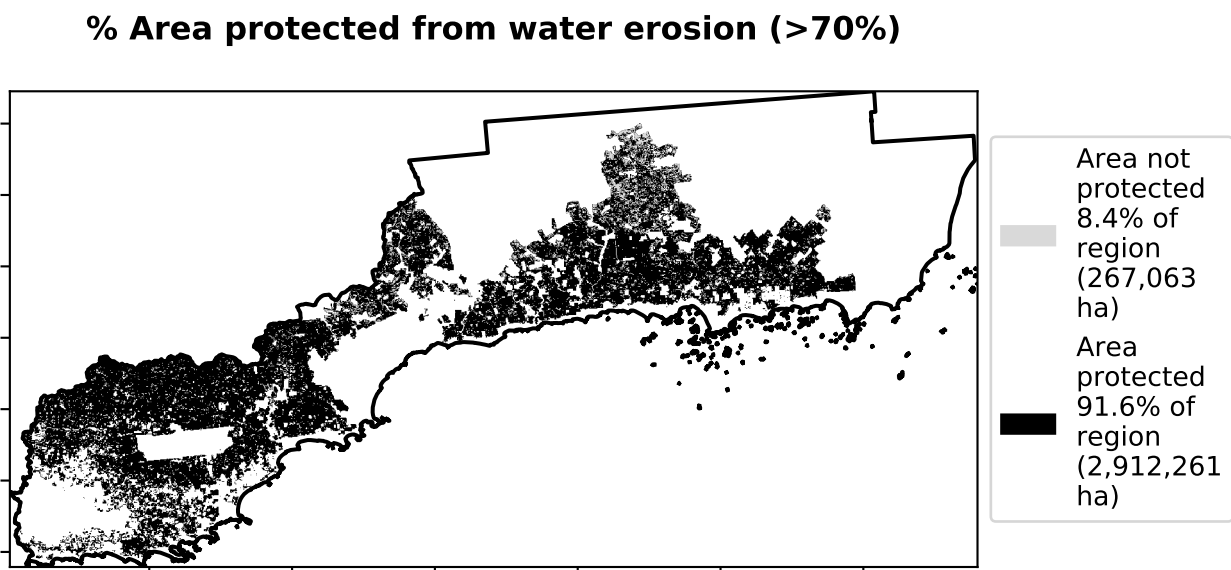 % Area protected from water erosion (>70%)
Area not
protected
8.4% of
region
(267,063
ha)
Area
protected
91.6% of
region
(2,912,261
ha)